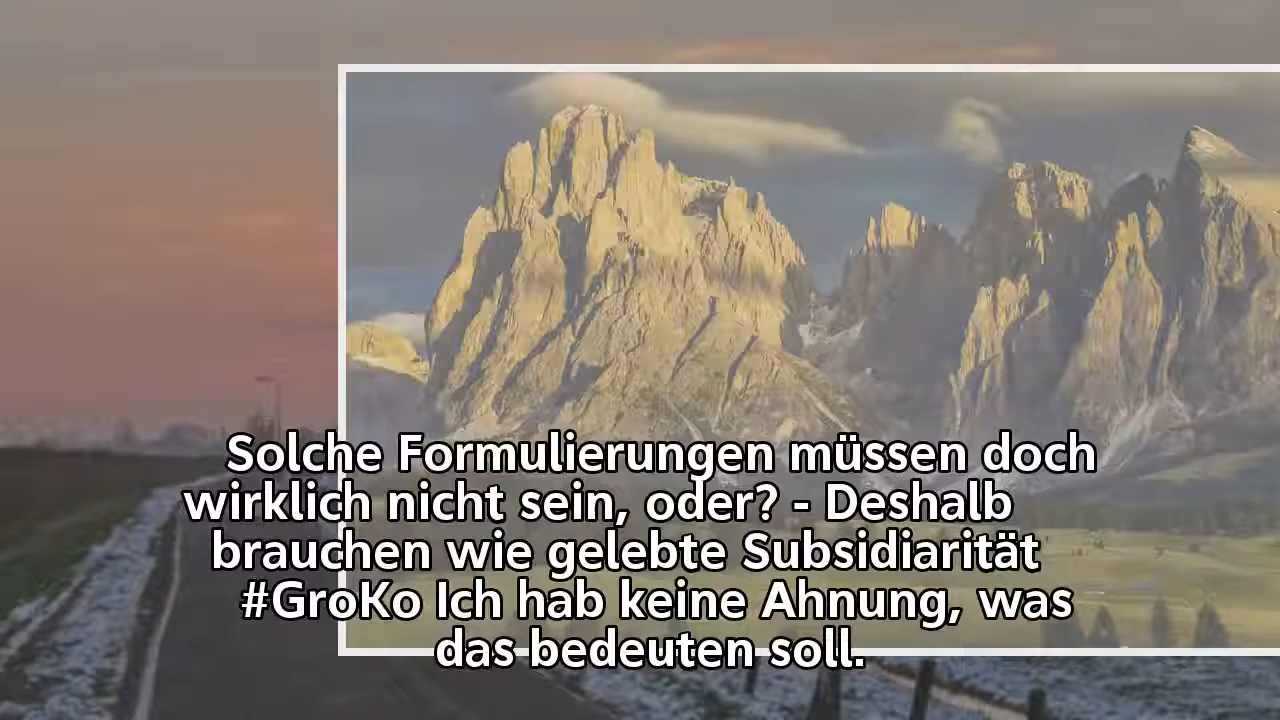 Solche Formulierungen müssen doch
wirklich nicht sein, oder? - Deshalb
brauchen wie gelebte Subsidiarität
#GroKo Ich hab keine Ahnung, was
das bedeuten soll.